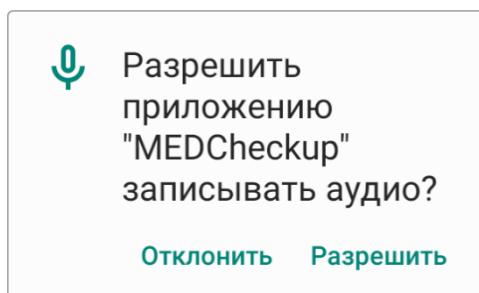 Разрешить
приложению
"MEDCheckup"
записывать аудио?
Отклонить Разрешить